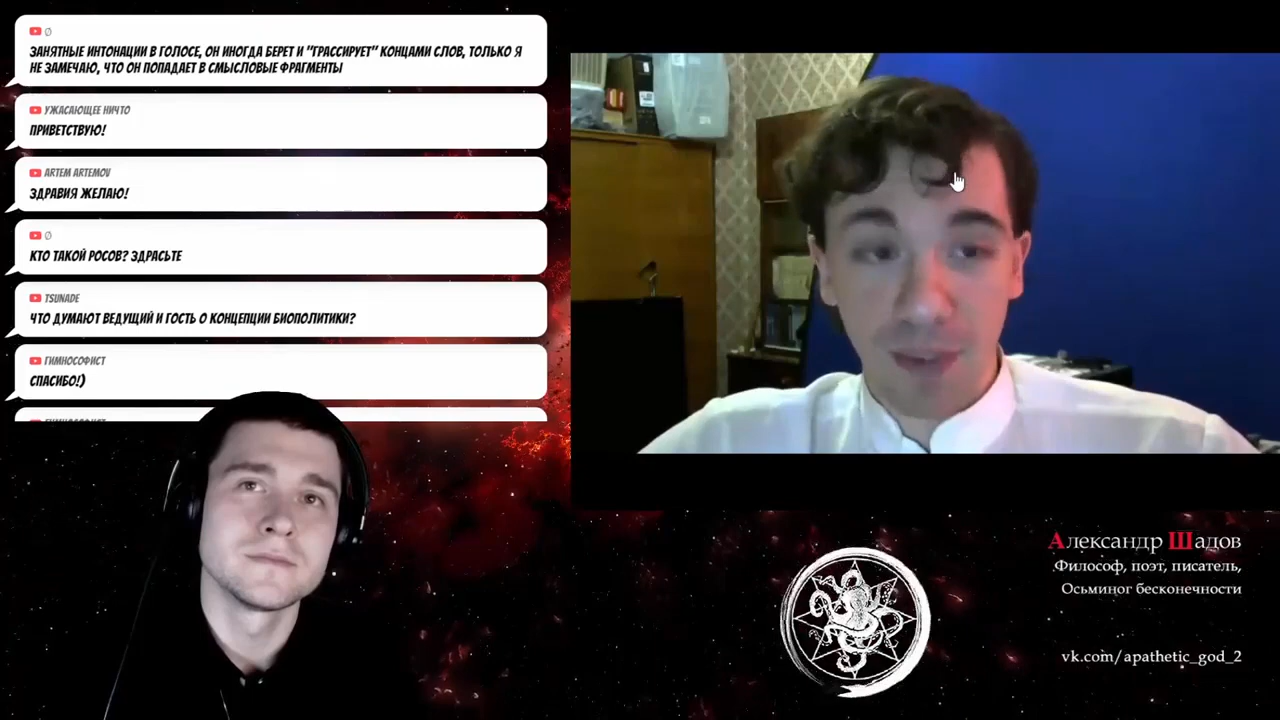 Ø
ЗАНЯТНЫЕ ИНТОНАЦИИ В ГОЛОСЕ, ОН ИНОГДА БЕРЕТ И "ГРАССИРУЕТ" КОНЦАМИ СЛОВ, ТОЛЬКО Я
НЕ ЗАМЕЧАЮ, ЧТО ОН ПОПАДАЕТ В СМЫСЛОВЫЕ ФРАГМЕНТЫ
УЖАСАЮЩЕЕ НИЧТО
ПРИВЕТСТВУЮ!
ARTEM ARTEMOV
ЗДРАВИЯ ЖЕЛАЮ!
Ø
КТО ТАКОЙ РОСОВ? ЗДРАСЬТЕ
TSUNADE
ЧТО ДУМАЮТ ВЕДУЩИЙ И ГОСТЬ О КОНЦЕПЦИИ БИОПОЛИТИКИ?
ГИМНОСОФИСТ
СПАСИБО!)
Александр Шадов
Философ, поэт, писатель,
Осьминог бесконечности
vk.com/apathetic_god_2